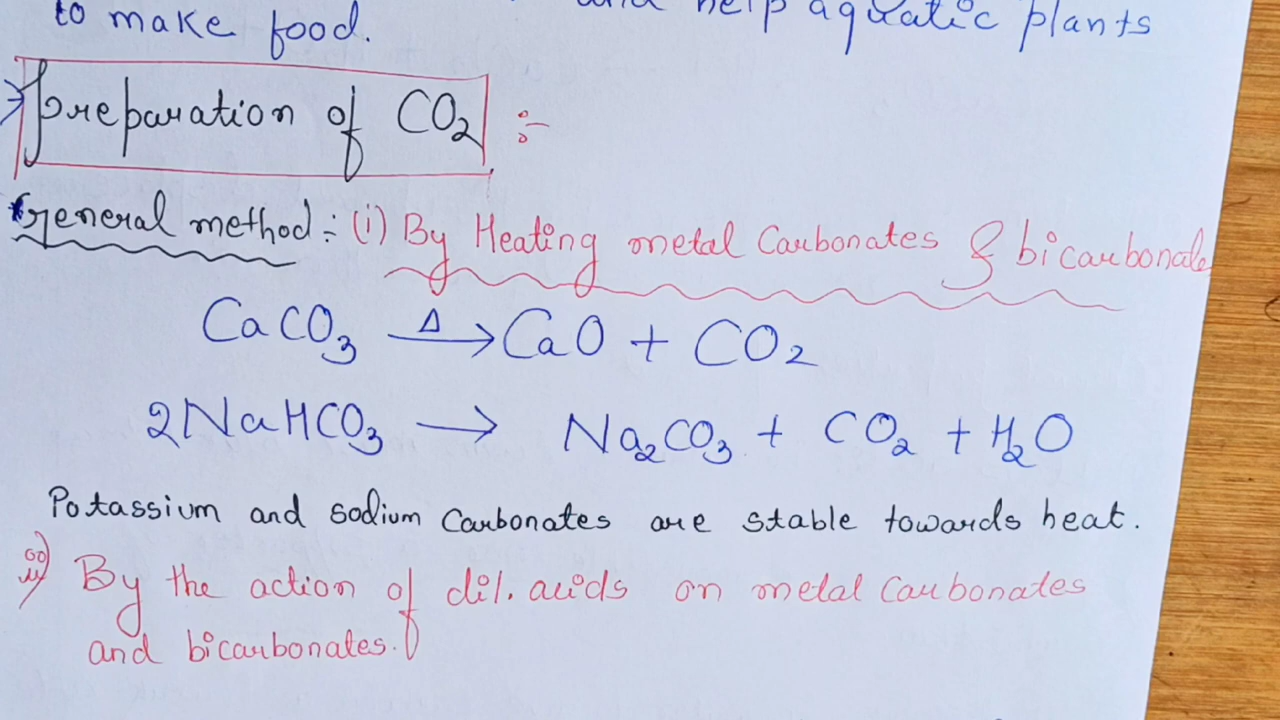 to make food. and help aquatic plants
Preparation of CO₂ :-
General method :- (i) By Heating metal Carbonates & bicarbonate
CaCO₃ —Δ→ CaO + CO₂
2NaHCO₃ → Na₂CO₃ + CO₂ + H₂O
Potassium and sodium Carbonates are stable towards heat.
ii) By the action of dil. acids on metal Carbonates
and bicarbonates.